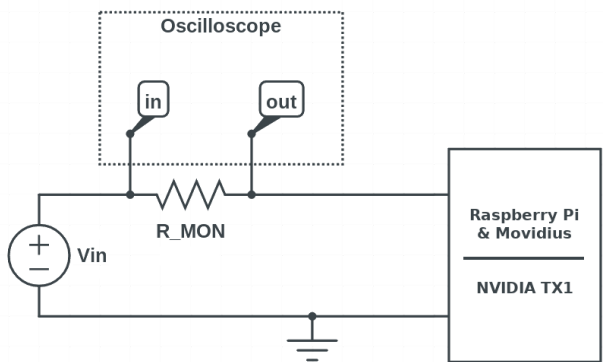 Oscilloscope
in
out
R_MON
Vin
Raspberry Pi
& Movidius
NVIDIA TX1